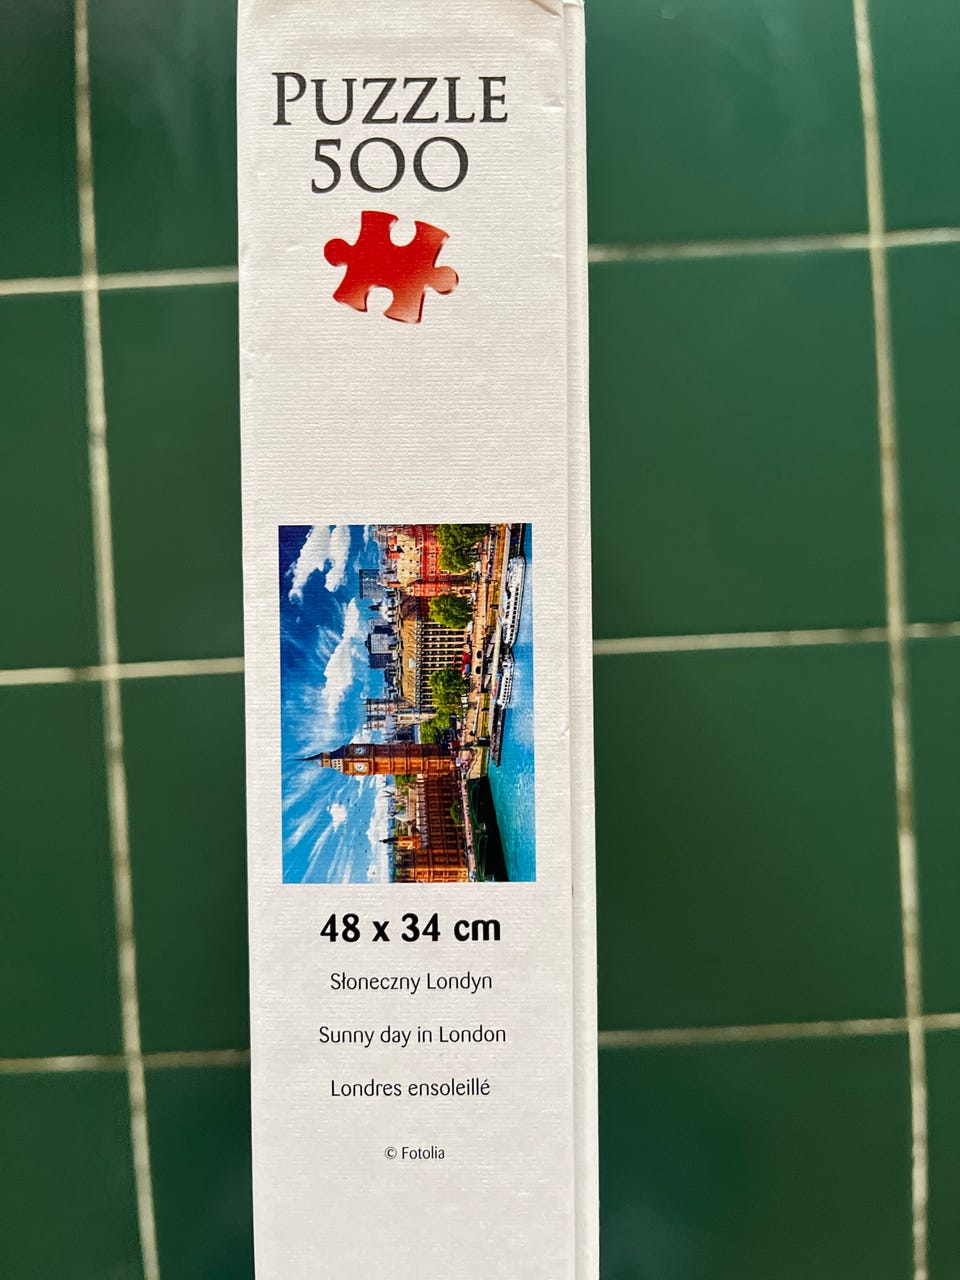 PUZZLE
500
48 x 34 cm
Słoneczny Londyn
Sunny day in London
Londres ensoleillé
© Fotolia